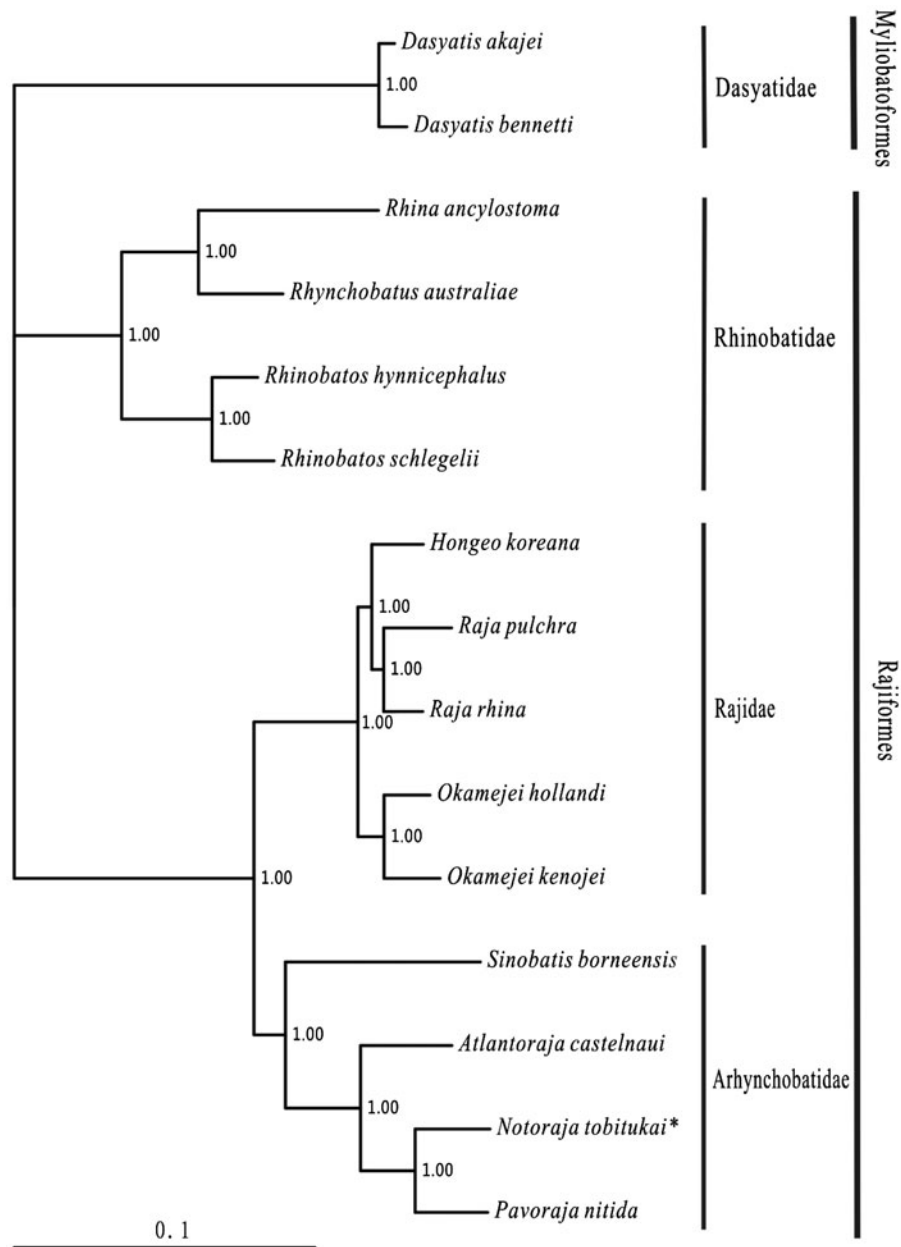 Dasyatis akajei
1.00
Dasyatis bennetti
Dasyatidae
Myliobatoformes
Rhina ancylostoma
1.00
Rhynchobatus australiae
1.00
Rhinobatos hynnicephalus
1.00
Rhinobatos schlegelii
Rhinobatidae
Hongeo koreana
1.00
Raja pulchra
1.00
Raja rhina
1.00
Okamejei hollandi
1.00
Okamejei kenojei
Rajidae
Rajiformes
1.00
Sinobatis borneensis
1.00
Atlantoraja castelnaui
1.00
Notoraja tobitukai*
1.00
Pavoraja nitida
Arhynchobatidae
0.1